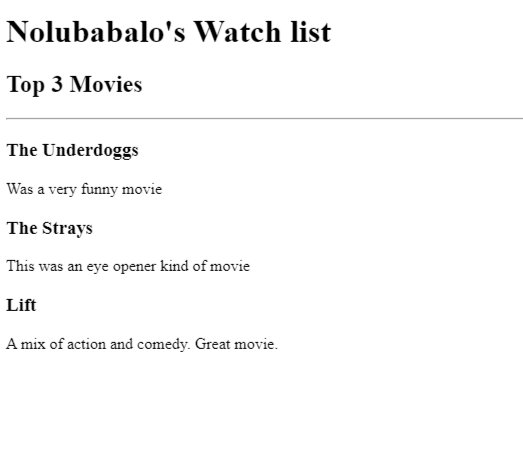 Nolubabalo's Watch list
Top 3 Movies
The Underdoggs
Was a very funny movie
The Strays
This was an eye opener kind of movie
Lift
A mix of action and comedy. Great movie.